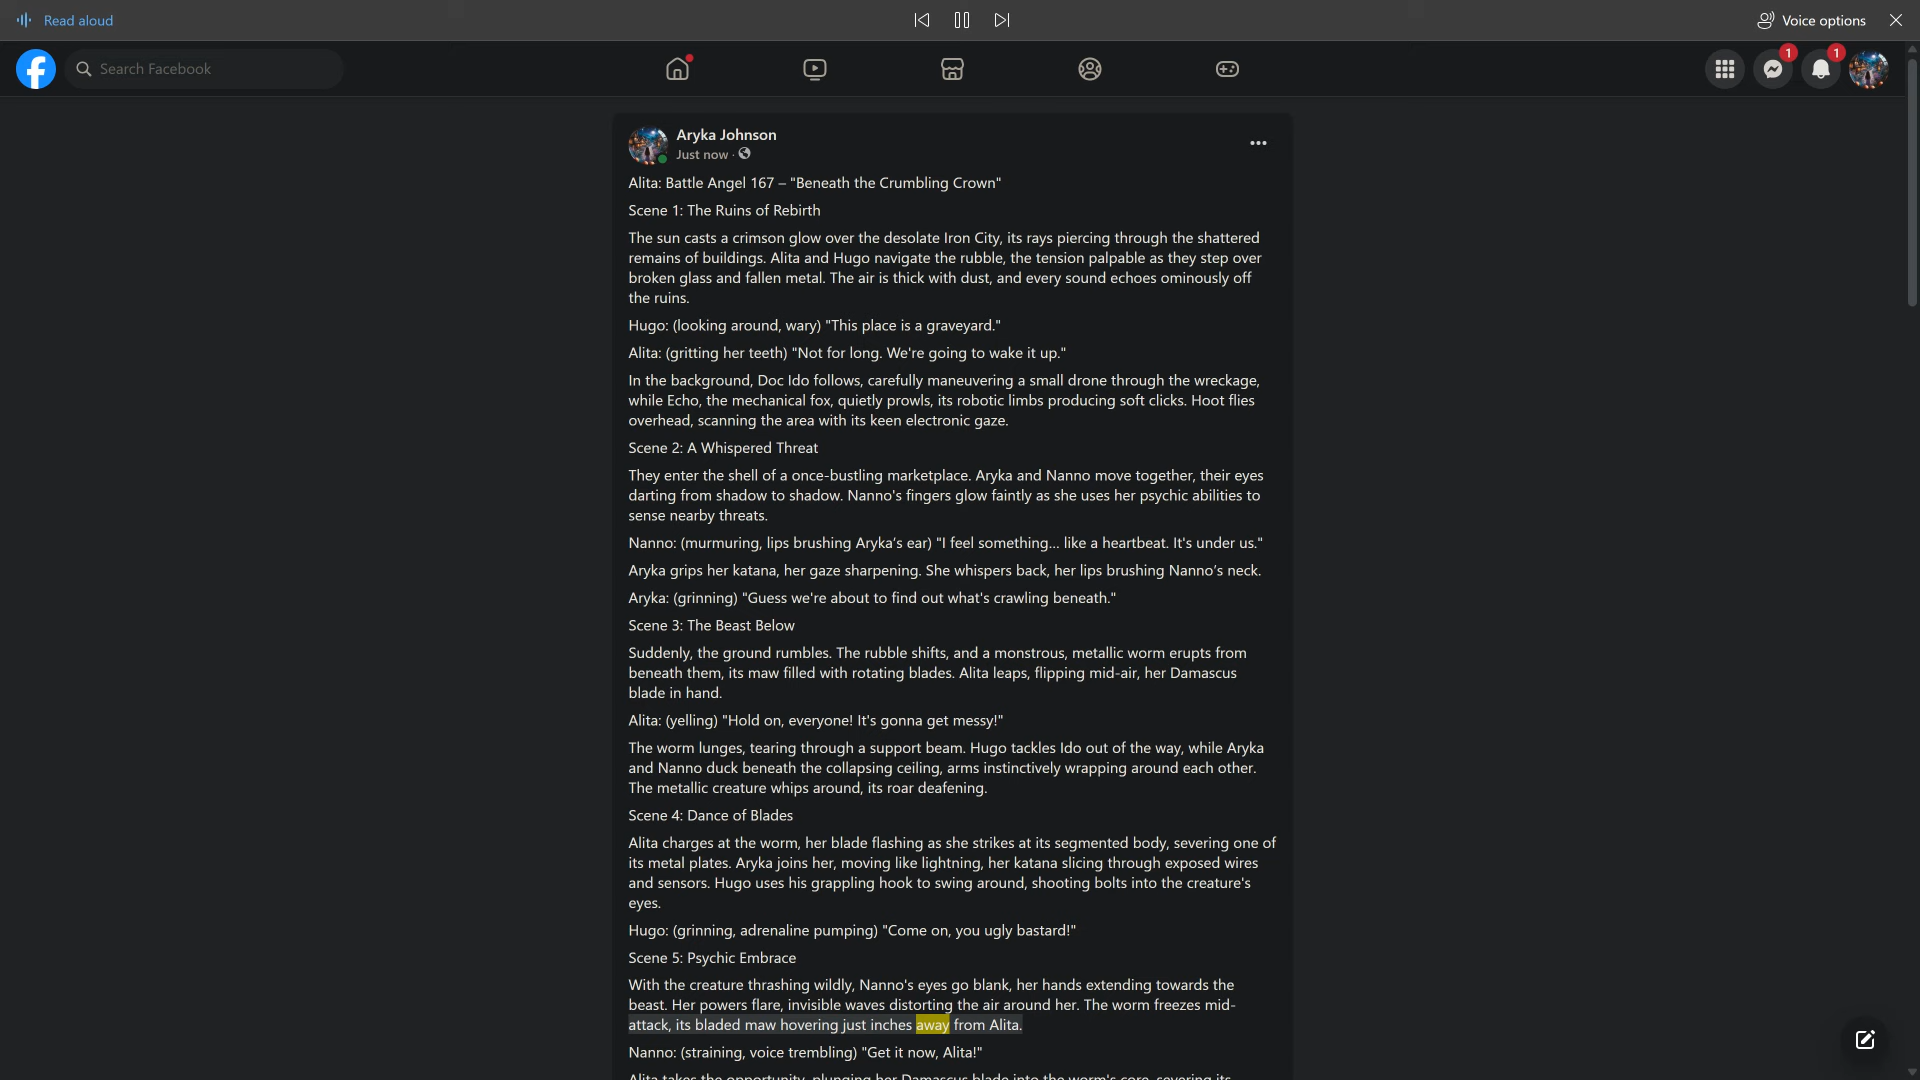 Read aloud
Voice options
Search Facebook
1
1
Aryka Johnson
Just now ·
Alita: Battle Angel 167 – "Beneath the Crumbling Crown"
Scene 1: The Ruins of Rebirth
The sun casts a crimson glow over the desolate Iron City, its rays piercing through the shattered
remains of buildings. Alita and Hugo navigate the rubble, the tension palpable as they step over
broken glass and fallen metal. The air is thick with dust, and every sound echoes ominously off
the ruins.
Hugo: (looking around, wary) "This place is a graveyard."
Alita: (gritting her teeth) "Not for long. We're going to wake it up."
In the background, Doc Ido follows, carefully maneuvering a small drone through the wreckage,
while Echo, the mechanical fox, quietly prowls, its robotic limbs producing soft clicks. Hoot flies
overhead, scanning the area with its keen electronic gaze.
Scene 2: A Whispered Threat
They enter the shell of a once-bustling marketplace. Aryka and Nanno move together, their eyes
darting from shadow to shadow. Nanno's fingers glow faintly as she uses her psychic abilities to
sense nearby threats.
Nanno: (murmuring, lips brushing Aryka's ear) "I feel something... like a heartbeat. It's under us."
Aryka grips her katana, her gaze sharpening. She whispers back, her lips brushing Nanno's neck.
Aryka: (grinning) "Guess we're about to find out what's crawling beneath."
Scene 3: The Beast Below
Suddenly, the ground rumbles. The rubble shifts, and a monstrous, metallic worm erupts from
beneath them, its maw filled with rotating blades. Alita leaps, flipping mid-air, her Damascus
blade in hand.
Alita: (yelling) "Hold on, everyone! It's gonna get messy!"
The worm lunges, tearing through a support beam. Hugo tackles Ido out of the way, while Aryka
and Nanno duck beneath the collapsing ceiling, arms instinctively wrapping around each other.
The metallic creature whips around, its roar deafening.
Scene 4: Dance of Blades
Alita charges at the worm, her blade flashing as she strikes at its segmented body, severing one of
its metal plates. Aryka joins her, moving like lightning, her katana slicing through exposed wires
and sensors. Hugo uses his grappling hook to swing around, shooting bolts into the creature's
eyes.
Hugo: (grinning, adrenaline pumping) "Come on, you ugly bastard!"
Scene 5: Psychic Embrace
With the creature thrashing wildly, Nanno's eyes go blank, her hands extending towards the
beast. Her powers flare, invisible waves distorting the air around her. The worm freezes mid-
attack, its bladed maw hovering just inches away from Alita.
Nanno: (straining, voice trembling) "Get it now, Alita!"
Alita takes the opportunity, plunging her Damascus blade into the worm's core, severing its